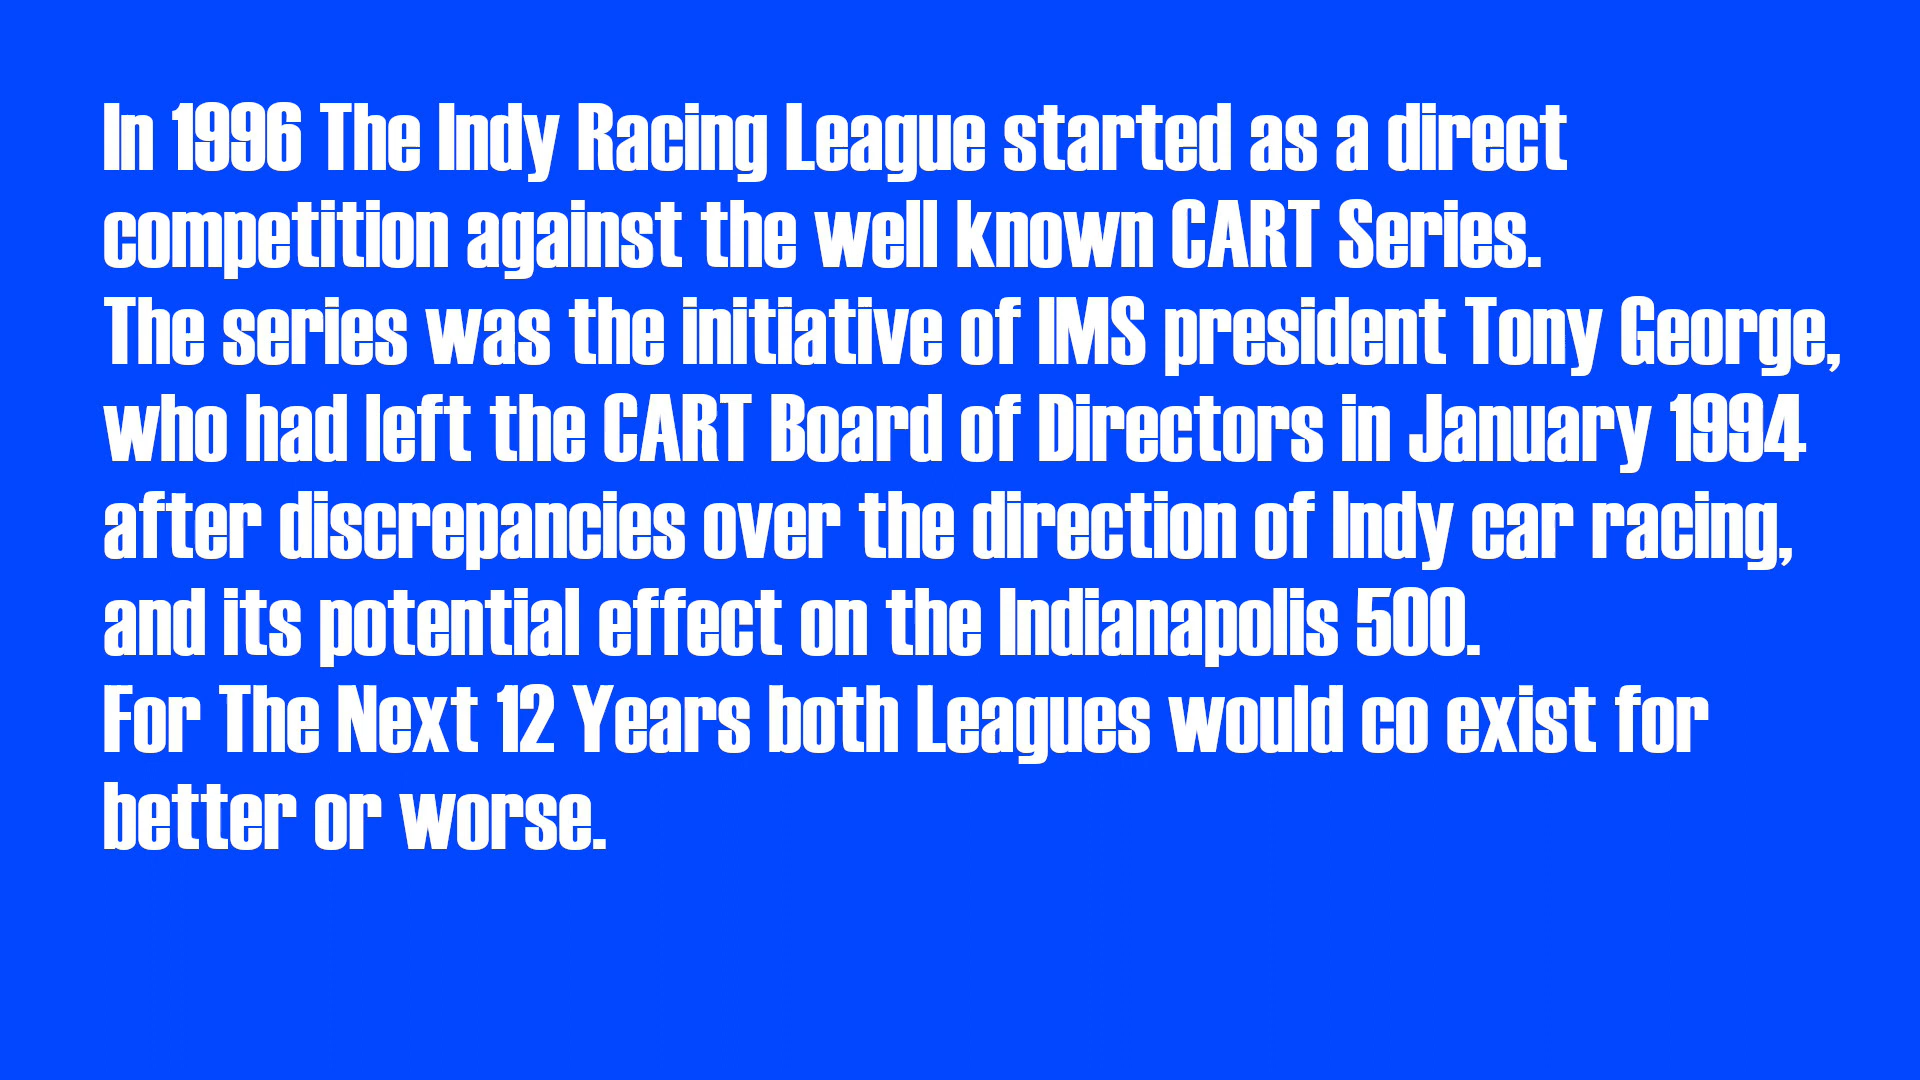 In 1996 The Indy Racing League started as a direct
competition against the well known CART Series.
The series was the initiative of IMS president Tony George,
who had left the CART Board of Directors in January 1994
after discrepancies over the direction of Indy car racing,
and its potential effect on the Indianapolis 500.
For The Next 12 Years both Leagues would co exist for
better or worse.